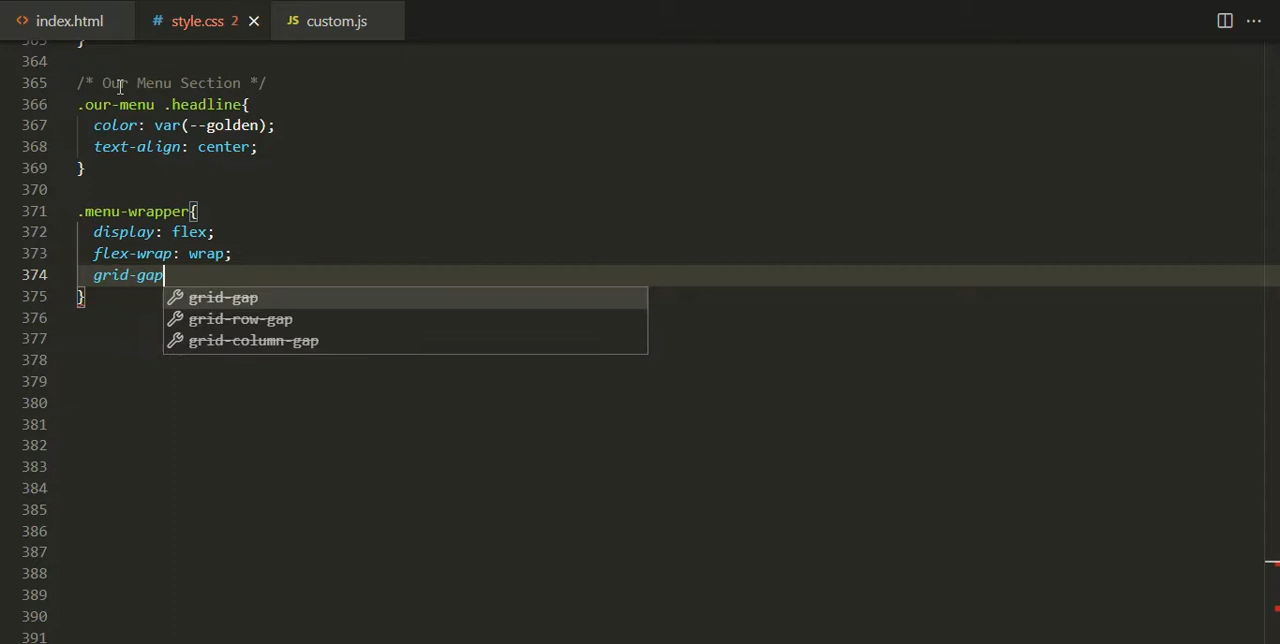 index.html
style.css 2
JS custom.js
364
365 /* Our Menu Section */
366 .our-menu .headline{
367 color: var(--golden);
368 text-align: center;
369 }
370
371 .menu-wrapper{
372 display: flex;
373 flex-wrap: wrap;
374 grid-gap
375 }
grid-gap
376 grid-row-gap
377 grid-column-gap
378
379
380
381
382
383
384
385
386
387
388
389
390
391